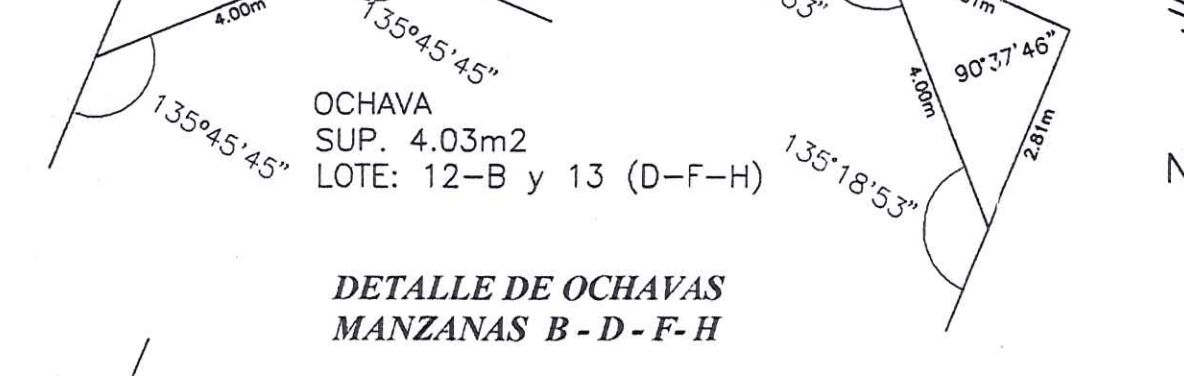 4.00m
135°45'45"
135°45'45"
OCHAVA
SUP. 4.03m2
LOTE: 12-B y 13 (D-F-H)
90°37'46"
4.00m
2.81m
135°18'53"
DETALLE DE OCHAVAS
MANZANAS B - D - F- H